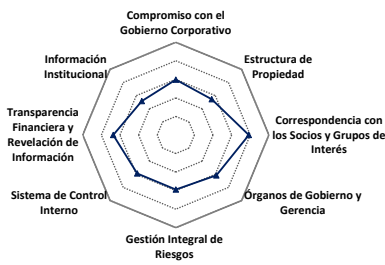 Compromiso con el
Gobierno Corporativo
Información
Institucional
Estructura de
Propiedad
Transparencia
Financiera y
Revelación de
Información
Correspondencia con
los Socios y Grupos de
Interés
Sistema de Control
Interno
Órganos de Gobierno y
Gerencia
Gestión Integral de
Riesgos